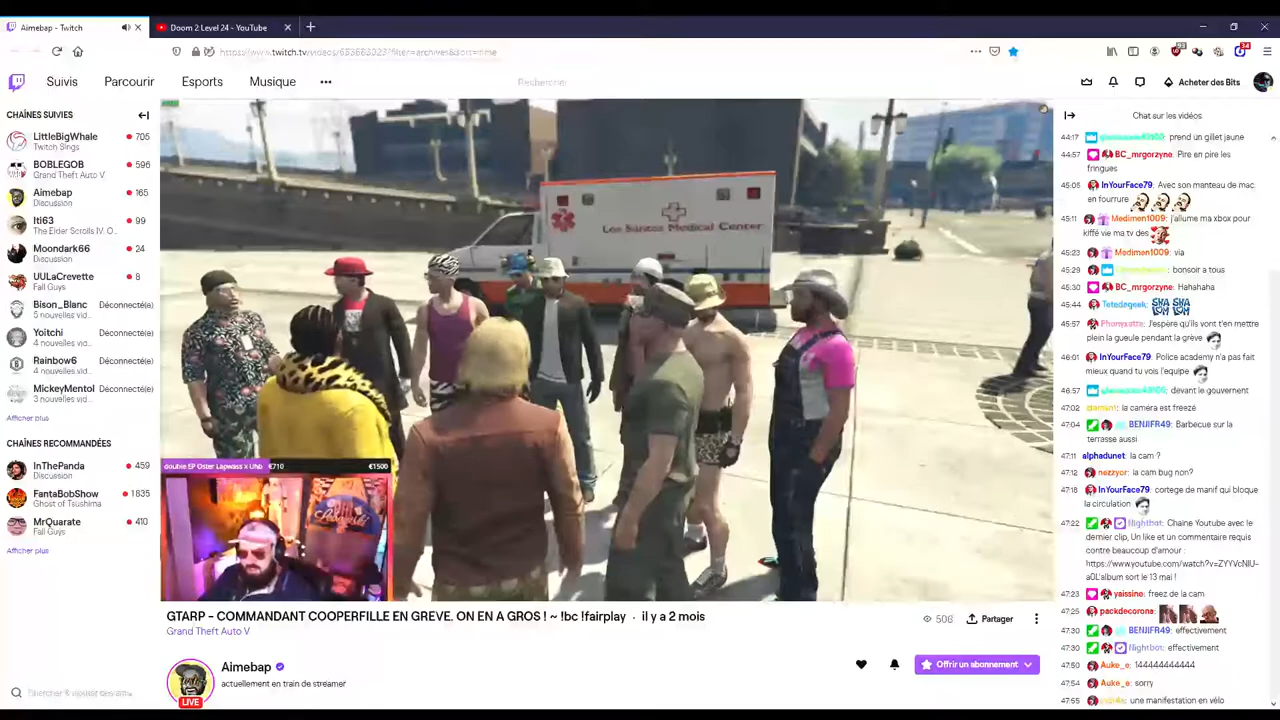 Aimebap - Twitch
Doom 2 Level 24 - YouTube
Suivis
Parcourir
Esports
Musique
Rechercher
Acheter des Bits
CHAÎNES SUIVIES
LittleBigWhale
705
Twitch Sings
BOBLEGOB
596
Grand Theft Auto V
Aimebap
165
Discussion
Iti63
99
The Elder Scrolls IV: O...
Moondark66
24
Discussion
UULaCrevette
8
Fall Guys
Bison_Blanc
Déconnecté(e)
5 nouvelles vid...
Yoitchi
Déconnecté(e)
4 nouvelles vid...
Rainbow6
Déconnecté(e)
4 nouvelles vid...
MickeyMentol
Déconnecté(e)
3 nouvelles vid...
Afficher plus
CHAÎNES RECOMMANDÉES
InThePanda
459
Discussion
FantaBobShow
1835
Ghost of Tsushima
MrQuarate
410
Fall Guys
Afficher plus
Los Santos Medical Center
€710
€1500
GTARP - COMMANDANT COOPERFILLE EN GREVE. ON EN A GROS ! ~ !bc !fairplay · il y a 2 mois
Grand Theft Auto V
506
Partager
Aimebap
actuellement en train de streamer
LIVE
Offrir un abonnement
Chat sur les vidéos
44:17 prend un gillet jaune
44:57 BC_mrgorzyne: Pire en pire les
fringues
45:05 InYourFace79: Avec son manteau de mac
en fourrure
45:11 Medimen1009: j'allume ma xbox pour
kiffé vie ma tv des
45:23 Medimen1009: via
45:29 bonsoir a tous
45:30 BC_mrgorzyne: Hahahaha
45:44 Tetedegeek:
45:57 J'espère qu'ils vont t'en mettre
plein la gueule pendant la grève
46:01 InYourFace79: Police academy n'a pas fait
mieux quand tu vois l'equipe
46:57 devant le gouvernment
47:02 la caméra est freezé
47:04 BENJIFR49: Barbecue sur la
terrasse aussi
47:11 alphadunet: la cam ?
47:12 nezzyor: la cam bug non?
47:18 InYourFace79: cortege de manif qui bloque
la circulation
47:22 Nightbot: Chaine Youtube avec le
dernier clip, Un like et un commentaire requis
contre beaucoup d'amour :
47:23 yaissine: freez de la cam
47:25 packdecorona:
47:30 BENJIFR49: effectivement
47:30 Nightbot: effectivement
47:50 Auke_e: 144444444444
47:54 Auke_e: sorry
47:55 une manifestation en vélo